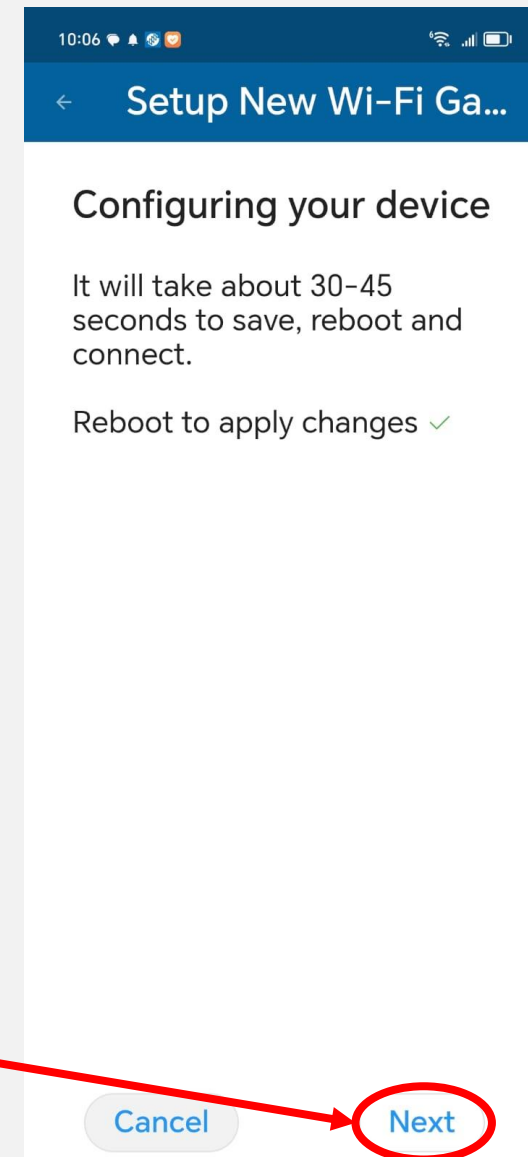 10:06
Setup New Wi-Fi Ga...
Configuring your device
It will take about 30-45
seconds to save, reboot and
connect.
Reboot to apply changes
Cancel
Next